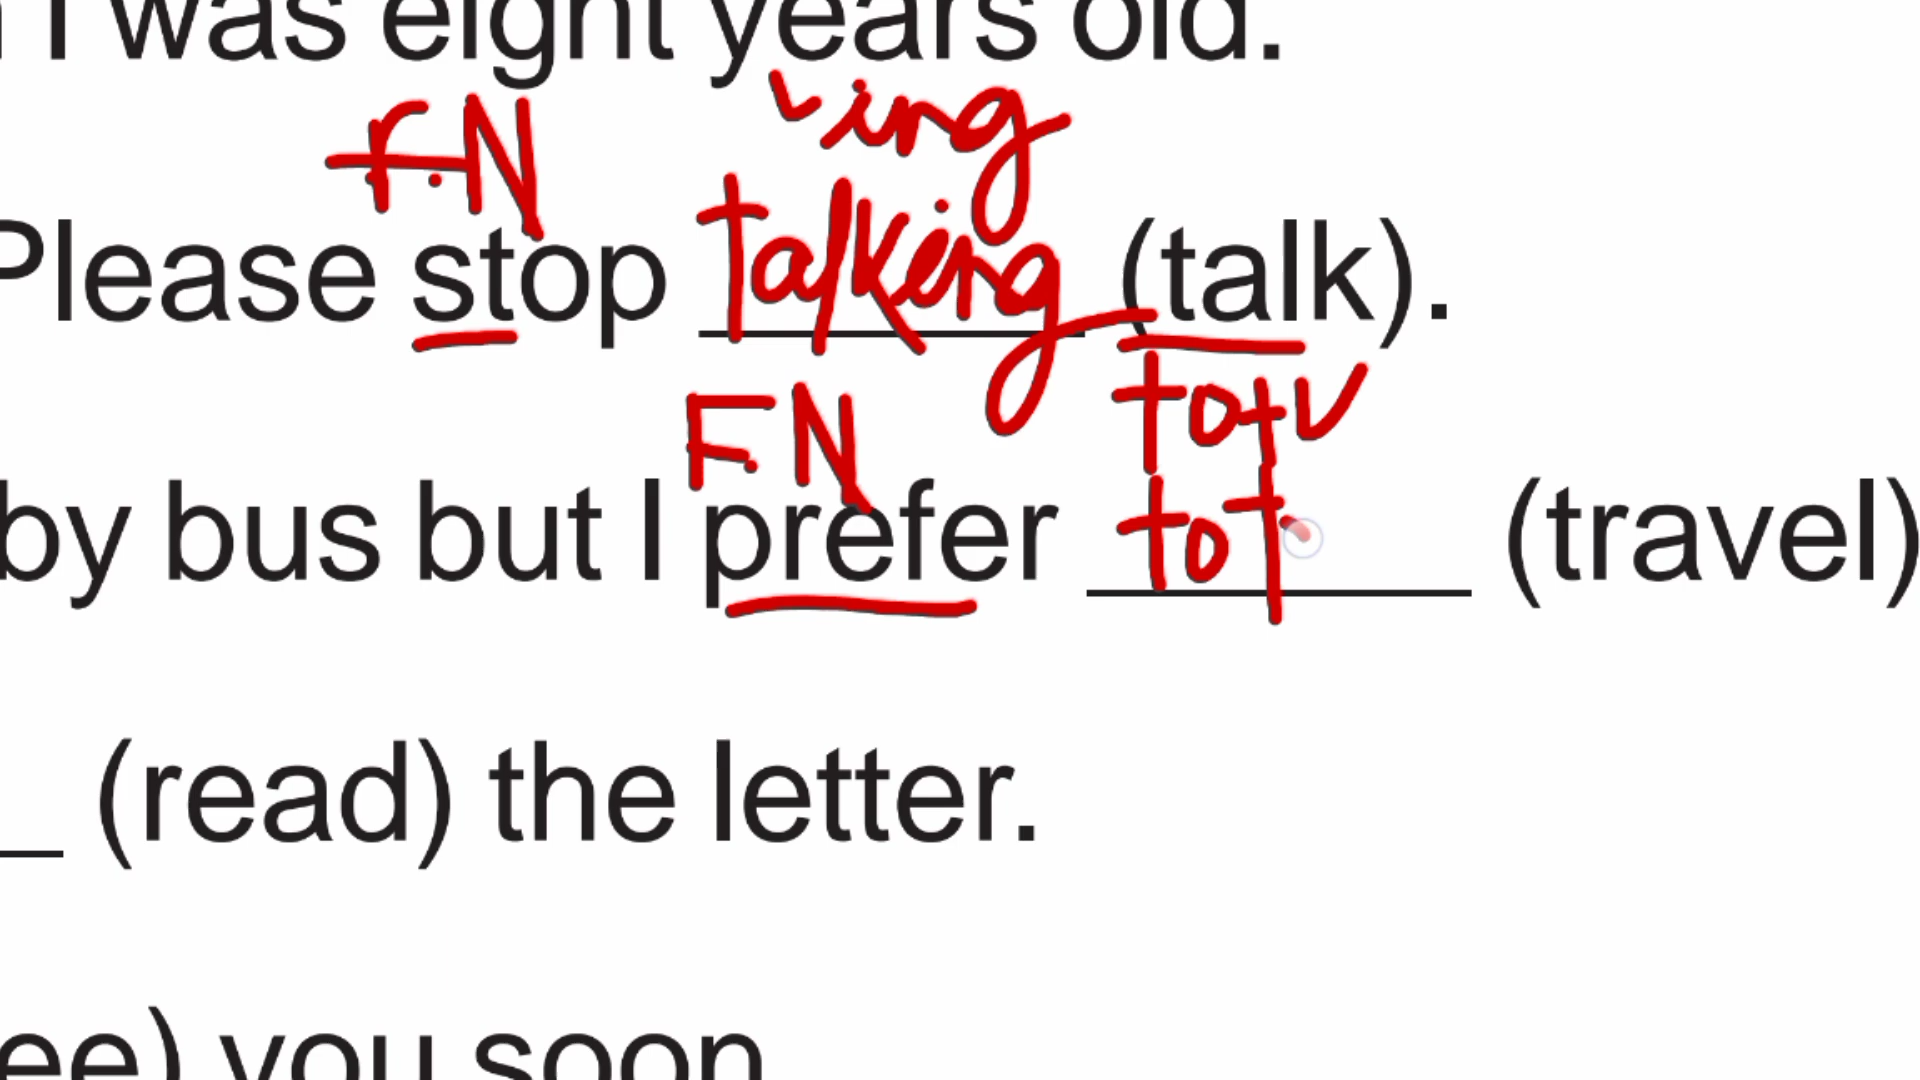 I was eight years old.
F.N
ving
Please stop talking (talk).
F.N
to+V
by bus but I prefer to t (travel)
(read) the letter.
ee) you soon